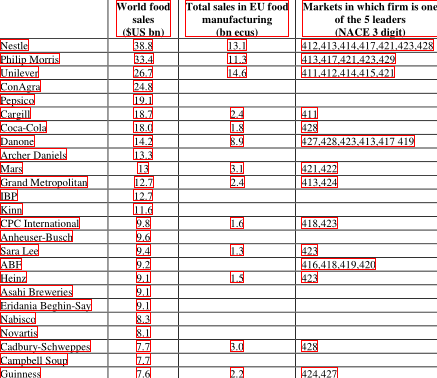 World food sales ($US bn) Total sales in EU food manufacturing (bn ecus) Markets in which firm is one of the 5 leaders (NACE 3 digit)
Nestle 38.8 13.1 412,413,414,417,421,423,428
Philip Morris 33.4 11.3 413,417,421,423,429
Unilever 26.7 14.6 411,412,414,415,421
ConAgra 24.8
Pepsico 19.1
Cargill 18.7 2.4 411
Coca-Cola 18.0 1.8 428
Danone 14.2 8.9 427,428,423,413,417 419
Archer Daniels 13.3
Mars 13 3.1 421,422
Grand Metropolitan 12.7 2.4 413,424
IBP 12.7
Kinn 11.6
CPC International 9.8 1.6 418,423
Anheuser-Busch 9.6
Sara Lee 9.4 1.3 423
ABF 9.2 416,418,419,420
Heinz 9.1 1.5 423
Asahi Breweries 9.1
Eridania Beghin-Say 9.1
Nabisco 8.3
Novartis 8.1
Cadbury-Schweppes 7.7 3.0 428
Campbell Soup 7.7
Guinness 7.6 2.2 424,427